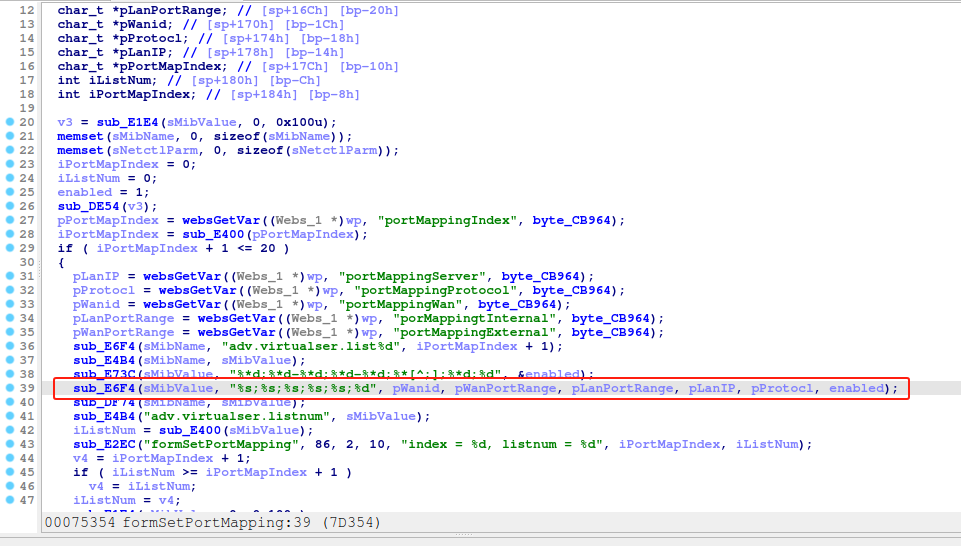 12 char_t *pLanPortRange; // [sp+16Ch] [bp-20h]
13 char_t *pWanid; // [sp+170h] [bp-1Ch]
14 char_t *pProtocl; // [sp+174h] [bp-18h]
15 char_t *pLanIP; // [sp+178h] [bp-14h]
16 char_t *pPortMapIndex; // [sp+17Ch] [bp-10h]
17 int iListNum; // [sp+180h] [bp-Ch]
18 int iPortMapIndex; // [sp+184h] [bp-8h]
19
20 v3 = sub_E1E4(sMibValue, 0, 0x100u);
21 memset(sMibName, 0, sizeof(sMibName));
22 memset(sNetctlParm, 0, sizeof(sNetctlParm));
23 iPortMapIndex = 0;
24 iListNum = 0;
25 enabled = 1;
26 sub_DE54(v3);
27 pPortMapIndex = websGetVar((Webs_1 *)wp, "portMappingIndex", byte_CB964);
28 iPortMapIndex = sub_E400(pPortMapIndex);
29 if ( iPortMapIndex + 1 <= 20 )
30 {
31 pLanIP = websGetVar((Webs_1 *)wp, "portMappingServer", byte_CB964);
32 pProtocl = websGetVar((Webs_1 *)wp, "portMappingProtocol", byte_CB964);
33 pWanid = websGetVar((Webs_1 *)wp, "portMappingWan", byte_CB964);
34 pLanPortRange = websGetVar((Webs_1 *)wp, "porMappingtInternal", byte_CB964);
35 pWanPortRange = websGetVar((Webs_1 *)wp, "porMappingExternal", byte_CB964);
36 sub_E6F4(sMibName, "adv.virtualser.list%d", iPortMapIndex + 1);
37 sub_E4B4(sMibName, sMibValue);
38 sub_E73C(sMibValue, "%*d;%*d-%*d;%*d-%*d;%*[^;];%*d;%d", &enabled);
39 sub_E6F4(sMibValue, "%s;%s;%s;%s;%s;%d", pWanid, pWanPortRange, pLanPortRange, pLanIP, pProtocl, enabled);
40 sub_DF74(sMibName, sMibValue);
41 sub_E4B4("adv.virtualser.listnum", sMibValue);
42 iListNum = sub_E400(sMibValue);
43 sub_E2EC("formSetPortMapping", 86, 2, 10, "index = %d, listnum = %d", iPortMapIndex, iListNum);
44 v4 = iPortMapIndex + 1;
45 if ( iListNum >= iPortMapIndex + 1 )
46 v4 = iListNum;
47 iListNum = v4;
00075354 formSetPortMapping:39 (7D354)